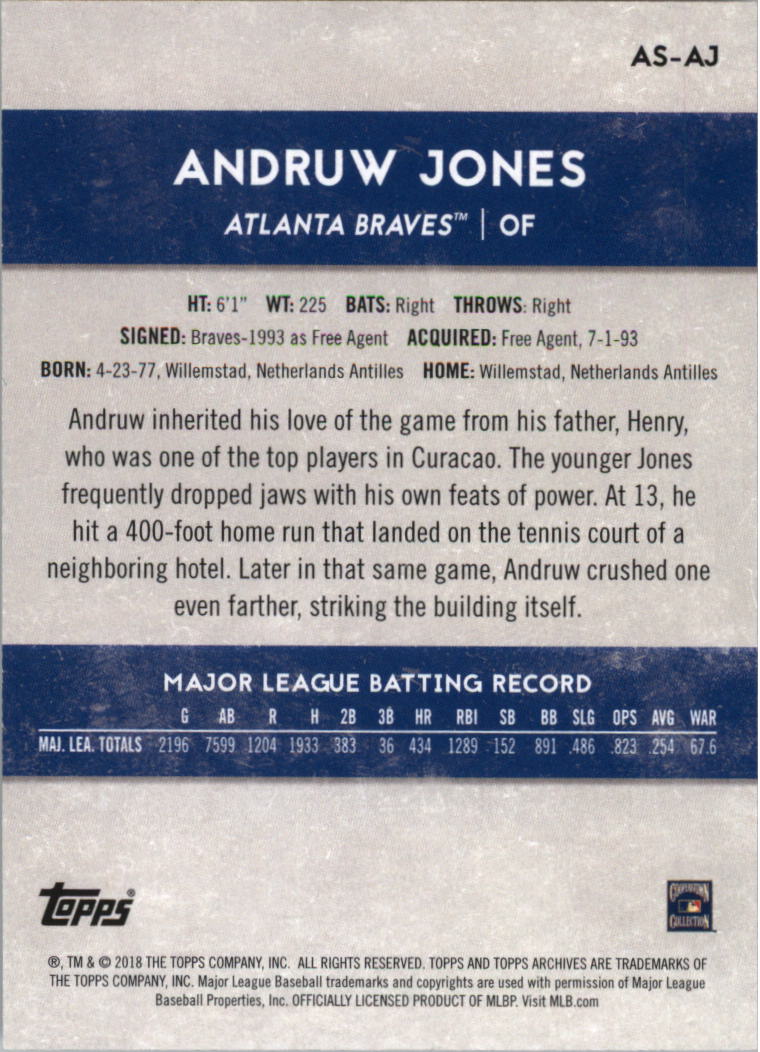 AS-AJ
ANDRUW JONES
ATLANTA BRAVES™ | OF
HT: 6'1" WT: 225 BATS: Right THROWS: Right
SIGNED: Braves-1993 as Free Agent ACQUIRED: Free Agent, 7-1-93
BORN: 4-23-77, Willemstad, Netherlands Antilles HOME: Willemstad, Netherlands Antilles
Andruw inherited his love of the game from his father, Henry,
who was one of the top players in Curacao. The younger Jones
frequently dropped jaws with his own feats of power. At 13, he
hit a 400-foot home run that landed on the tennis court of a
neighboring hotel. Later in that same game, Andruw crushed one
even farther, striking the building itself.
MAJOR LEAGUE BATTING RECORD
G AB R H 2B 3B HR RBI SB BB SLG OPS AVG WAR
MAJ. LEA. TOTALS 2196 7599 1204 1933 383 36 434 1289 152 891 .486 .823 .254 67.6
Topps®
COOPERSTOWN
COLLECTION
®, TM & © 2018 THE TOPPS COMPANY, INC. ALL RIGHTS RESERVED. TOPPS AND TOPPS ARCHIVES ARE TRADEMARKS OF
THE TOPPS COMPANY, INC. Major League Baseball trademarks and copyrights are used with permission of Major League
Baseball Properties, Inc. OFFICIALLY LICENSED PRODUCT OF MLBP. Visit MLB.com